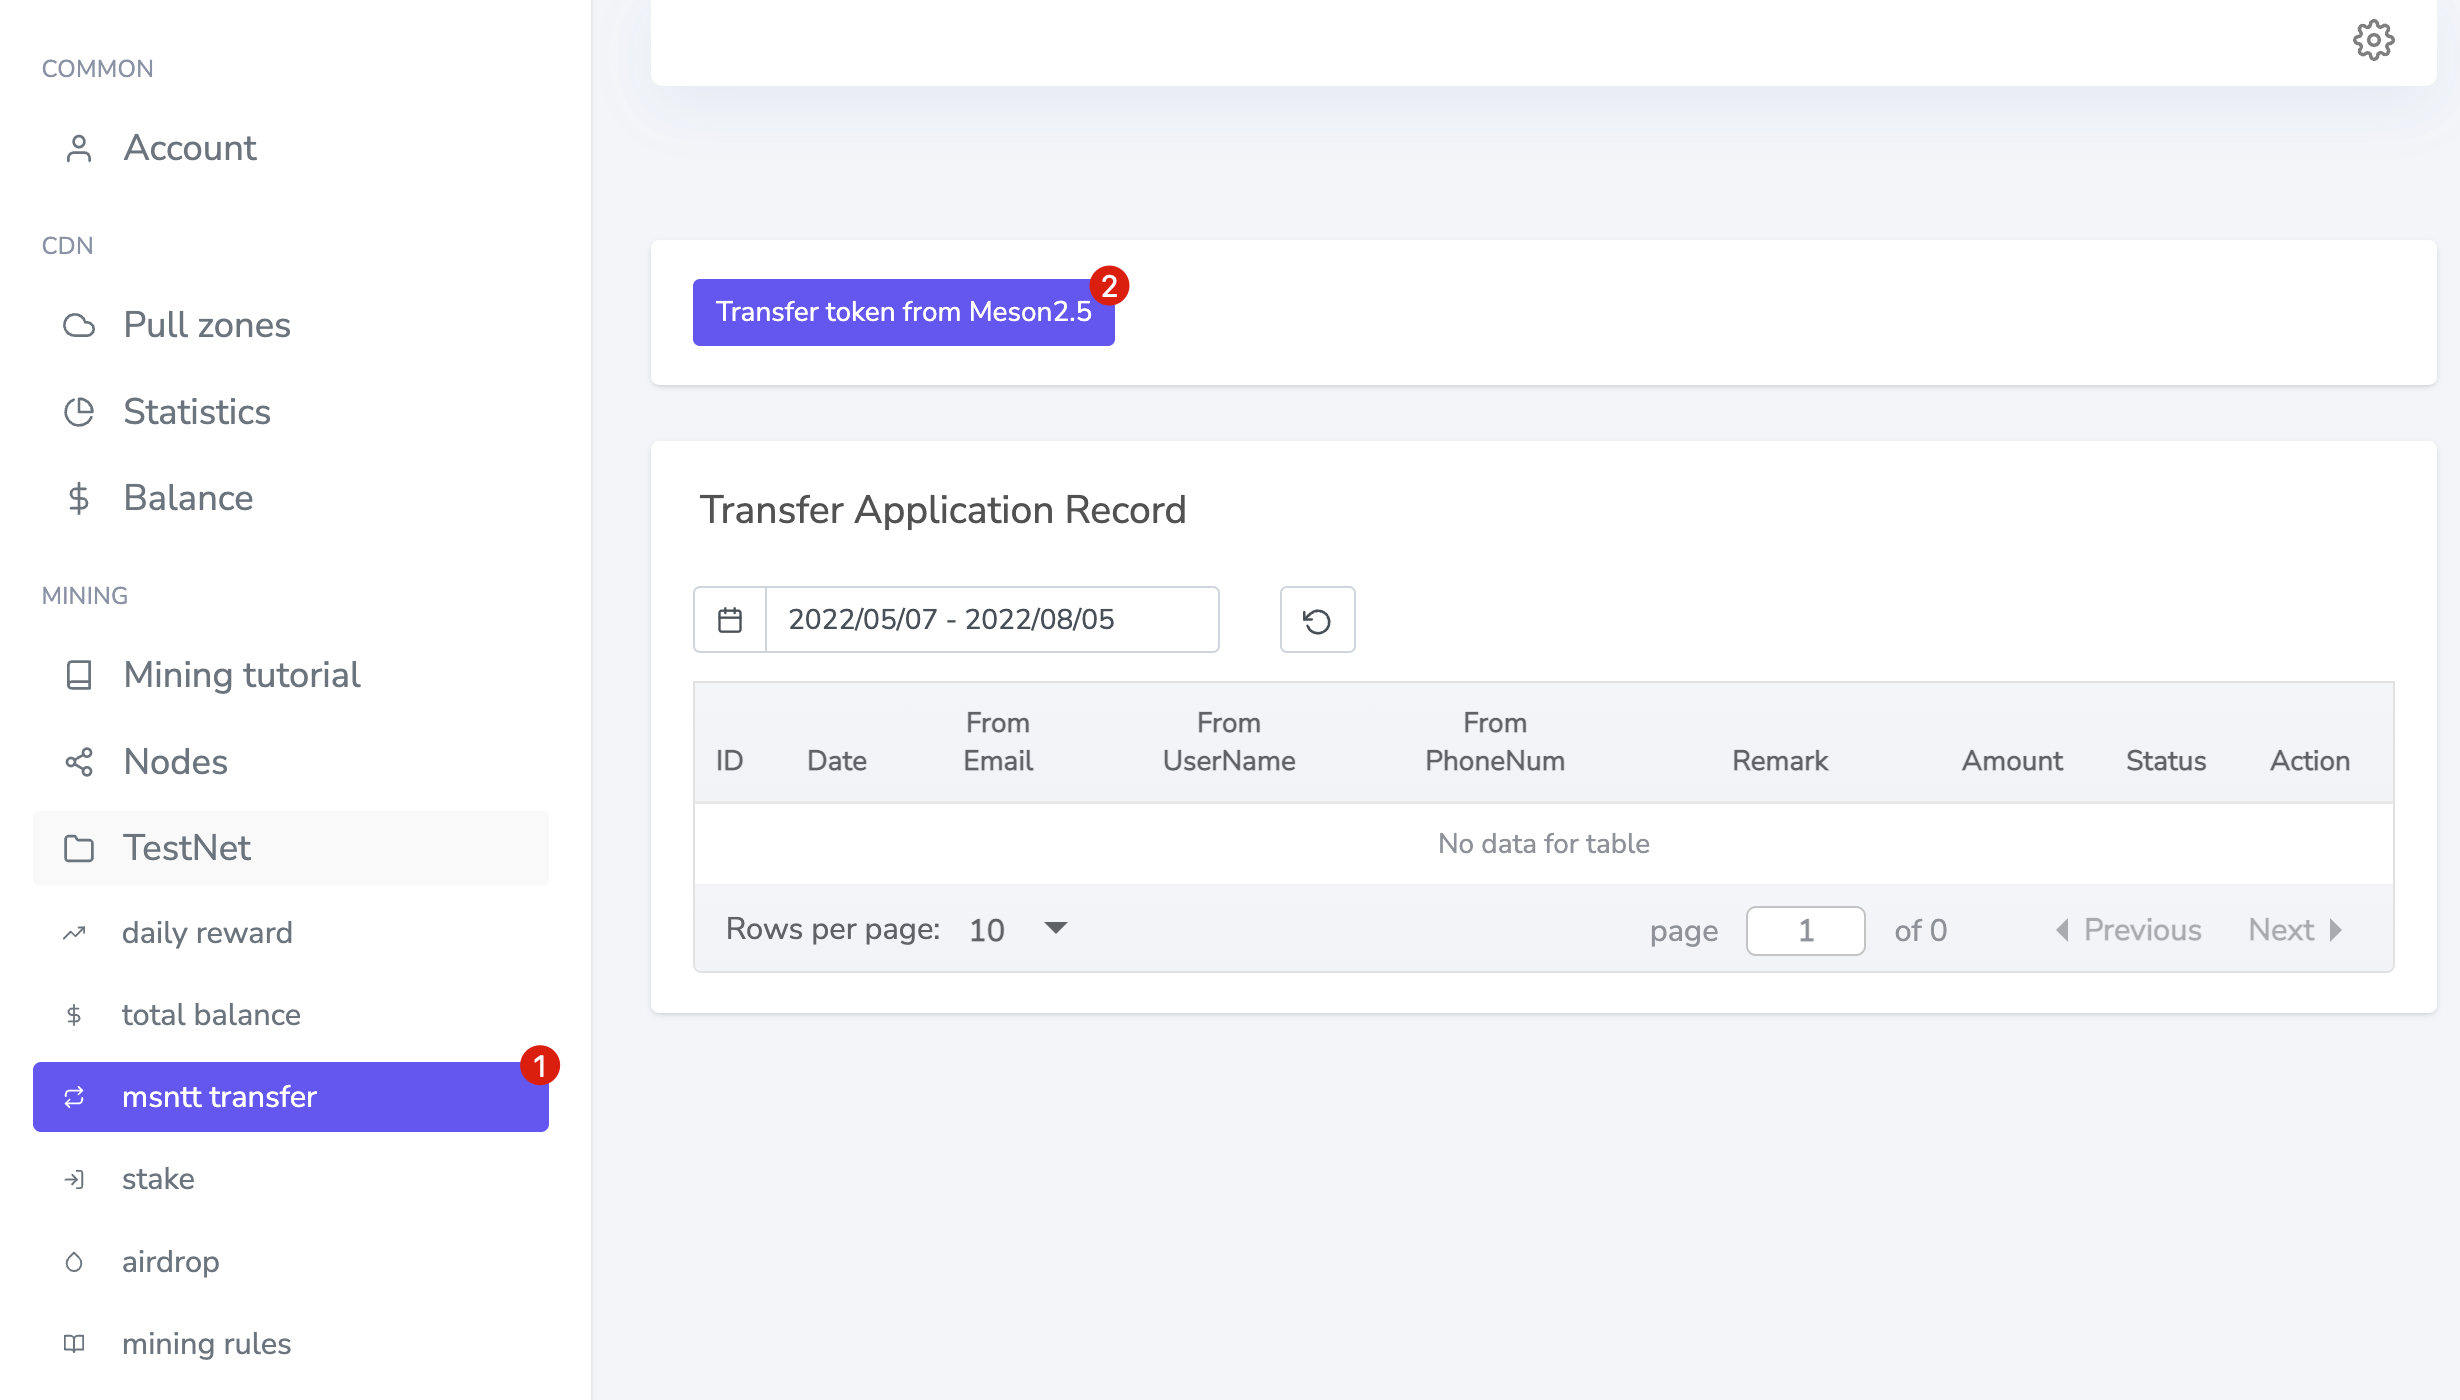 COMMON
Account
CDN
Pull zones
Statistics
Balance
MINING
Mining tutorial
Nodes
TestNet
daily reward
total balance
1
msntt transfer
stake
airdrop
mining rules
2
Transfer token from Meson2.5
Transfer Application Record
2022/05/07 - 2022/08/05
ID Date From Email From UserName From PhoneNum Remark Amount Status Action
No data for table
Rows per page: 10 page 1 of 0 Previous Next